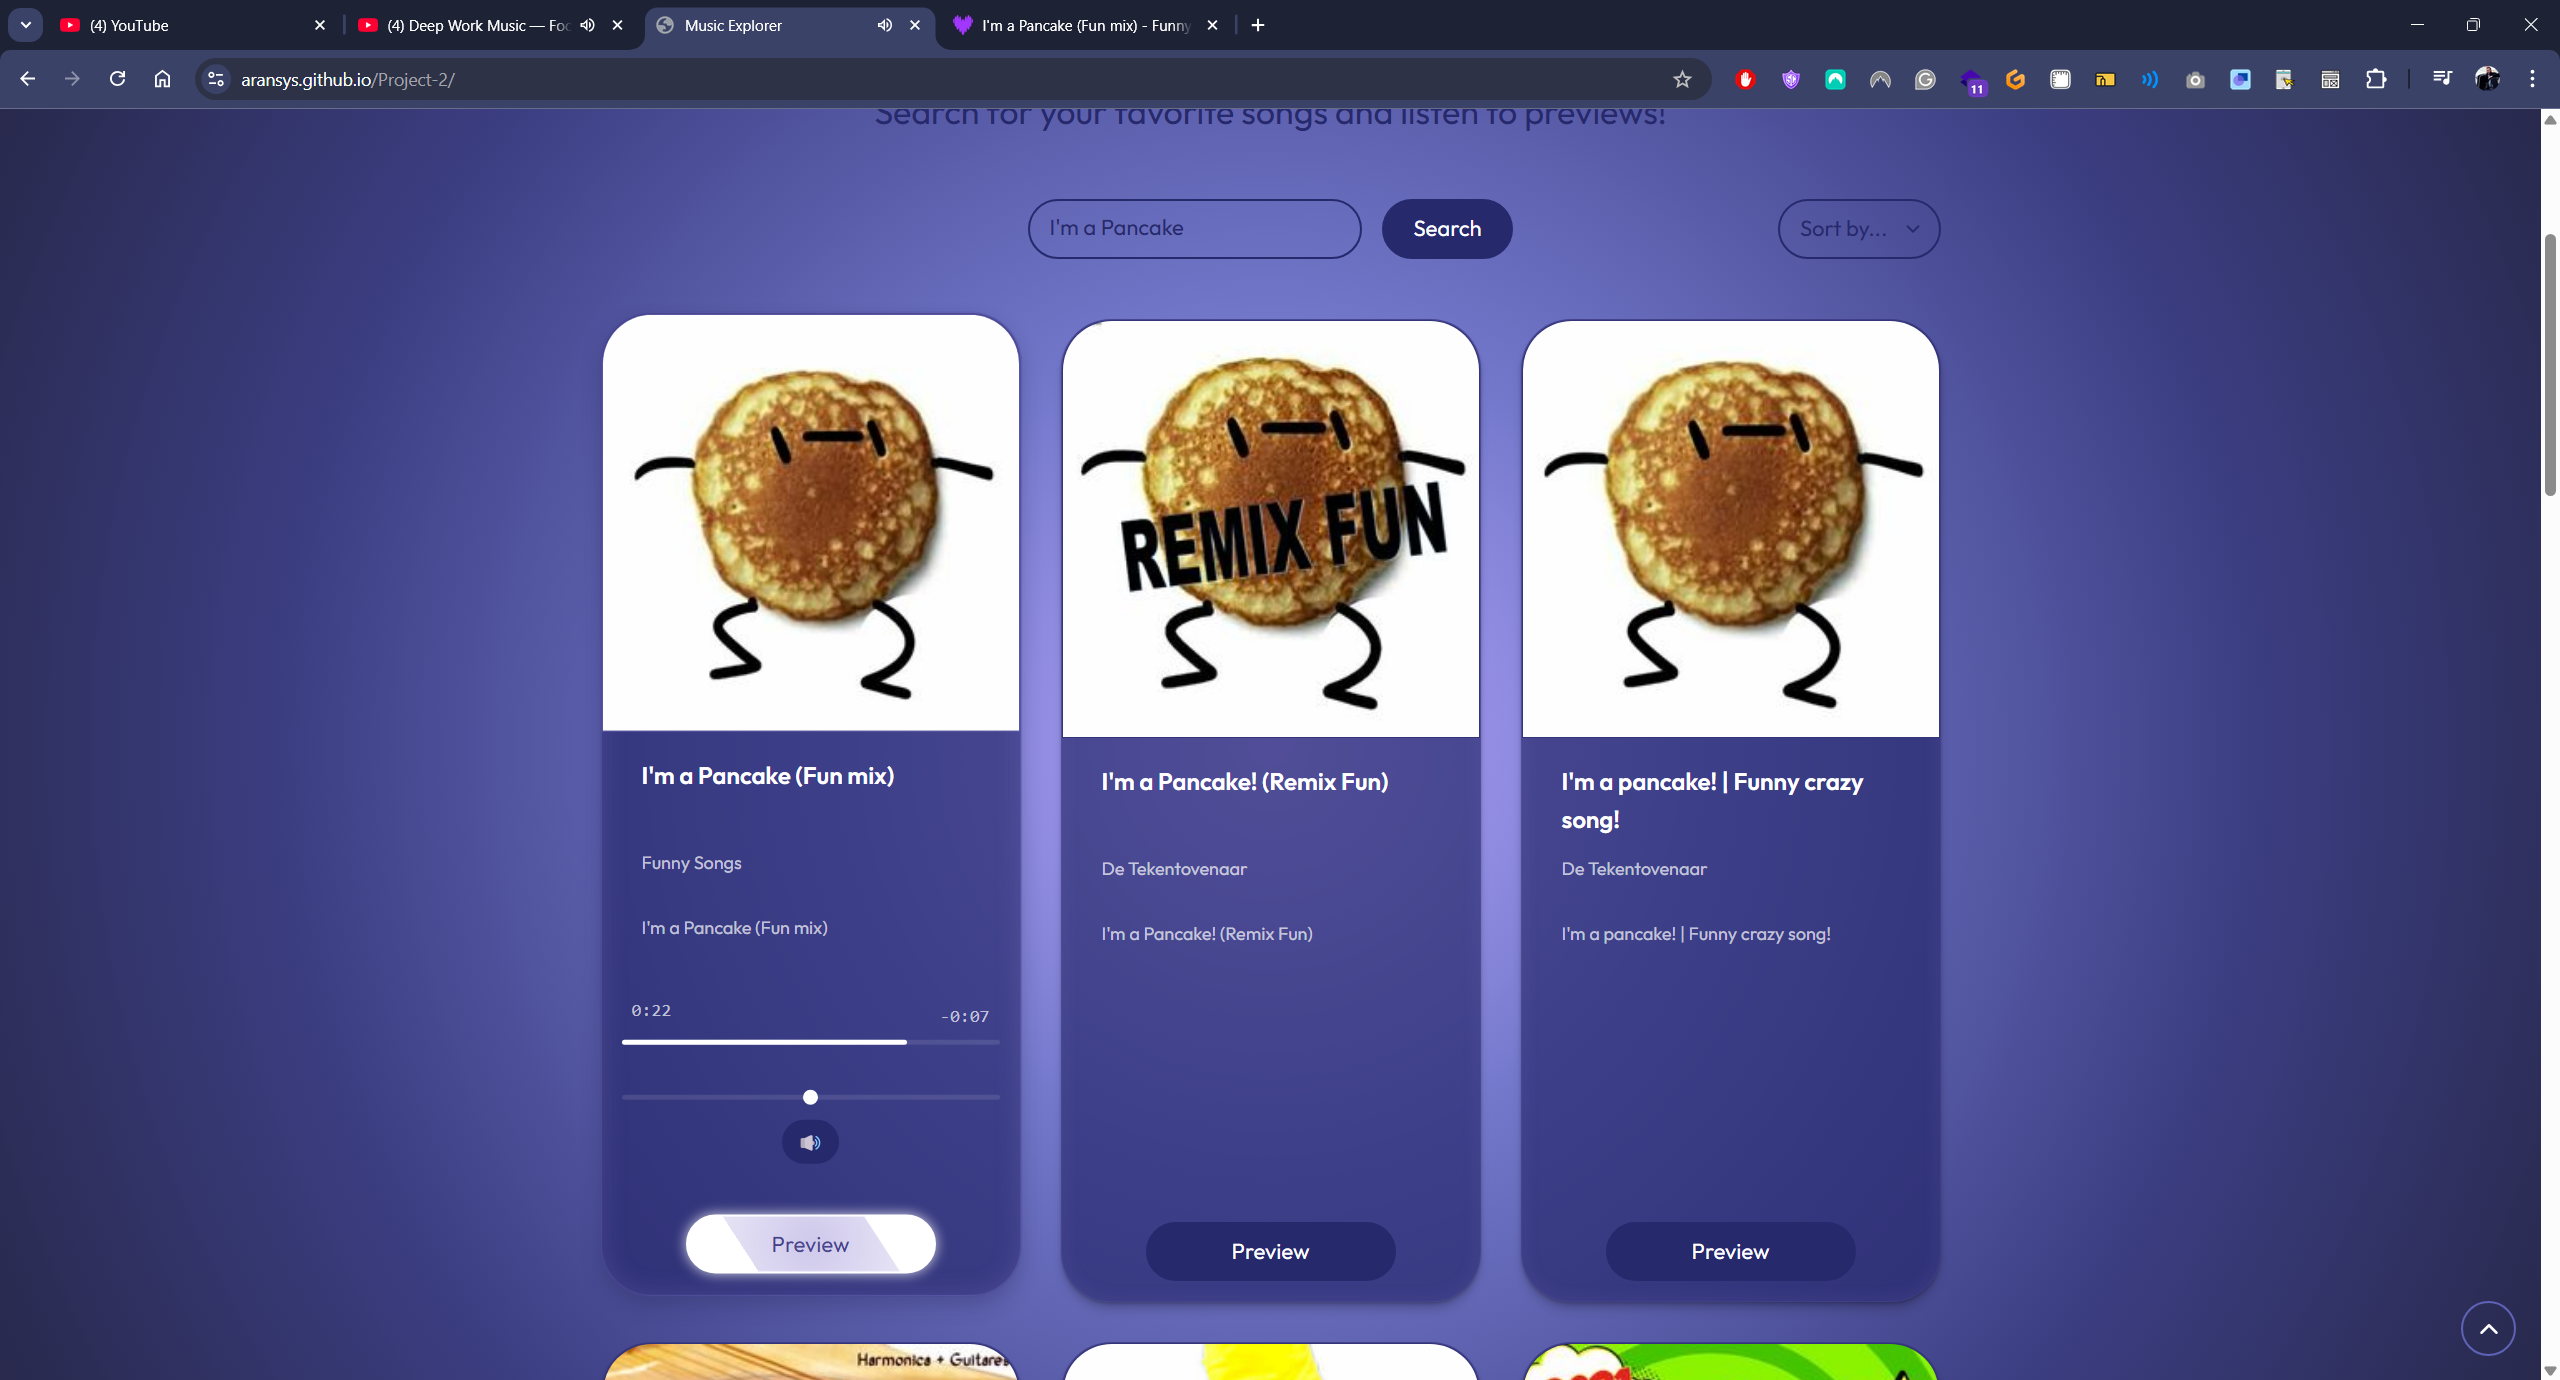 (4) YouTube
(4) Deep Work Music — Foc
Music Explorer
I'm a Pancake (Fun mix) - Funny
aransys.github.io/Project-2/
11
Search for your favorite songs and listen to previews!
I'm a Pancake
Search
Sort by...
REMIX FUN
I'm a Pancake (Fun mix)
Funny Songs
I'm a Pancake (Fun mix)
0:22
-0:07
Preview
I'm a Pancake! (Remix Fun)
De Tekentovenaar
I'm a Pancake! (Remix Fun)
Preview
I'm a pancake! | Funny crazy
song!
De Tekentovenaar
I'm a pancake! | Funny crazy song!
Preview
Harmonica + Guitares